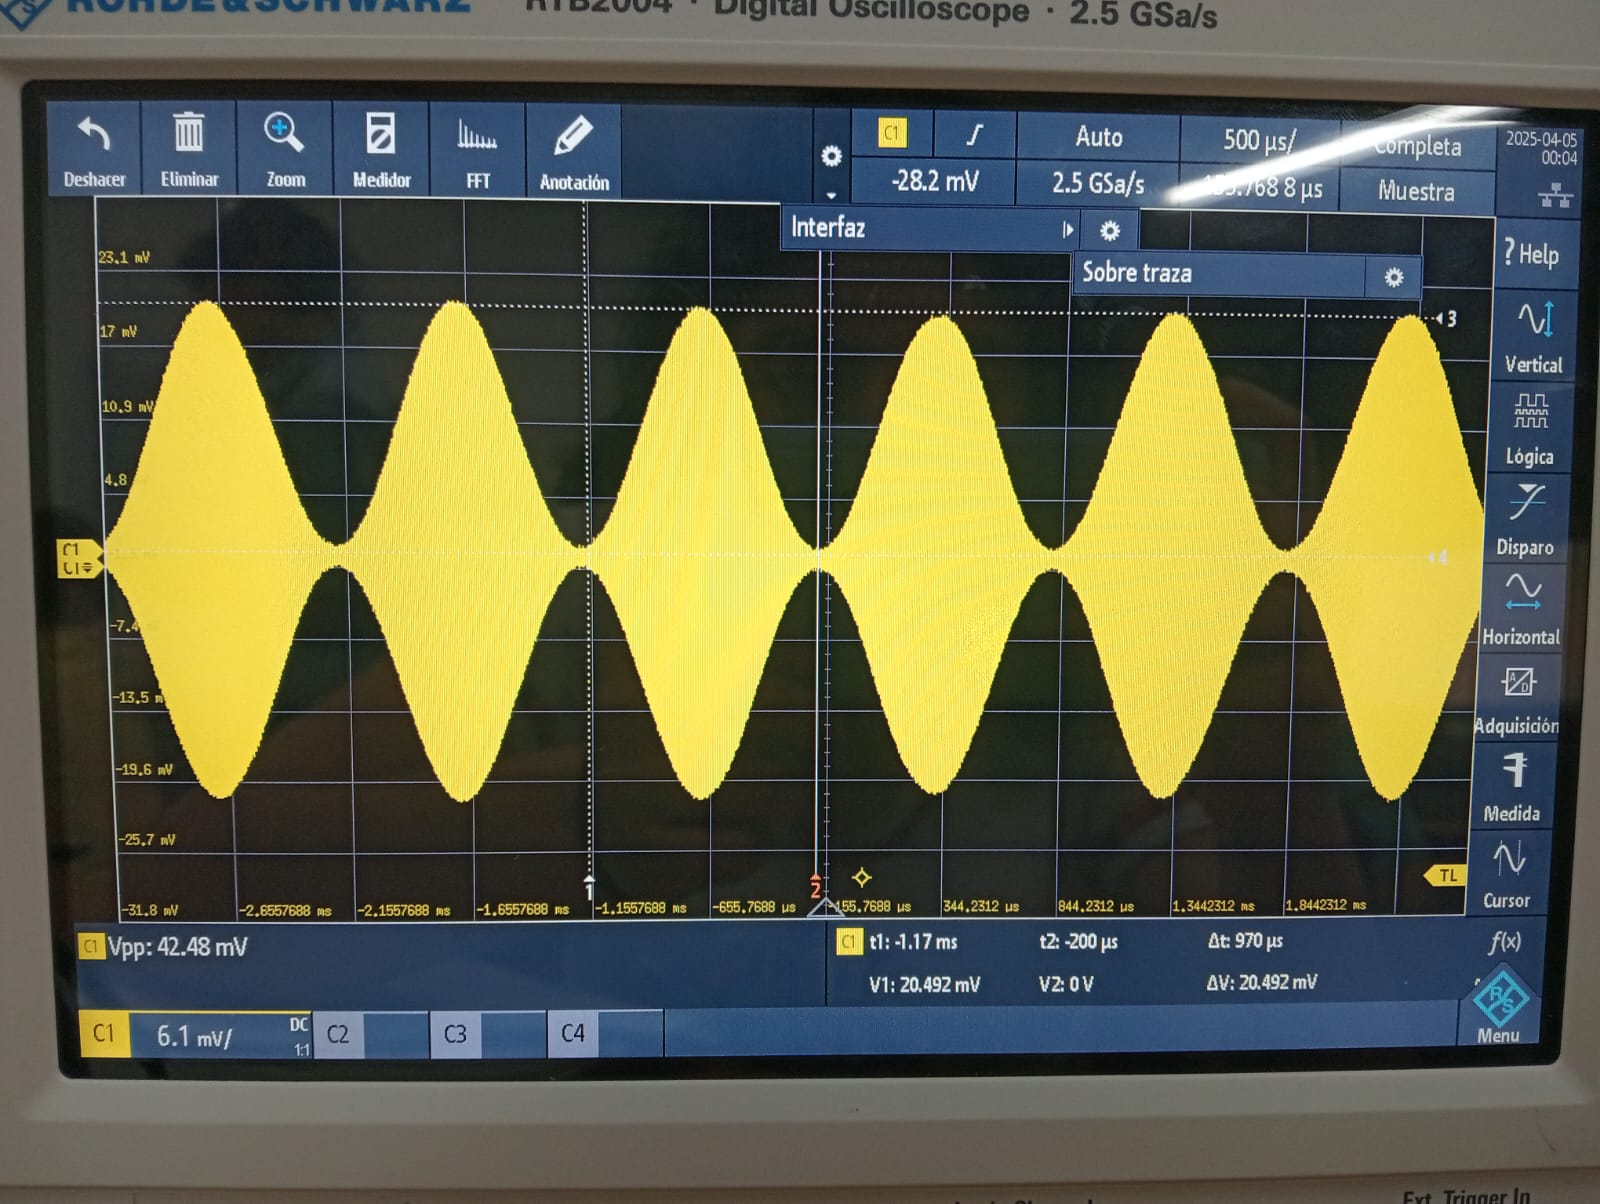 ROHDE & SCHWARZ RTB2004 · Digital Oscilloscope · 2.5 GSa/s
Deshacer Eliminar Zoom Medidor FFT Anotación
C1 Auto 500 µs/ Completa
-28.2 mV 2.5 GSa/s Muestra
2025-04-05
00:04
Interfaz
Sobre traza
? Help
Vertical
Lógica
Disparo
Horizontal
Adquisición
Medida
Cursor
f(x)
Menu
23.1 mV
17 mV
10.9 mV
4.8
C1
-7.4
-13.5 m
-19.6 mV
-25.7 mV
-31.8 mV
3
4
1
2
TL
-2.6557688 ms -2.1557688 ms -1.6557688 ms -1.1557688 ms -655.7688 µs -155.7688 µs 344.2312 µs 844.2312 µs 1.3442312 ms 1.8442312 ms
C1 Vpp: 42.48 mV
C1 t1: -1.17 ms t2: -200 µs Δt: 970 µs
V1: 20.492 mV V2: 0 V ΔV: 20.492 mV
C1 6.1 mV/ DC 1:1 C2 C3 C4
R&S
Ext. Trigger In